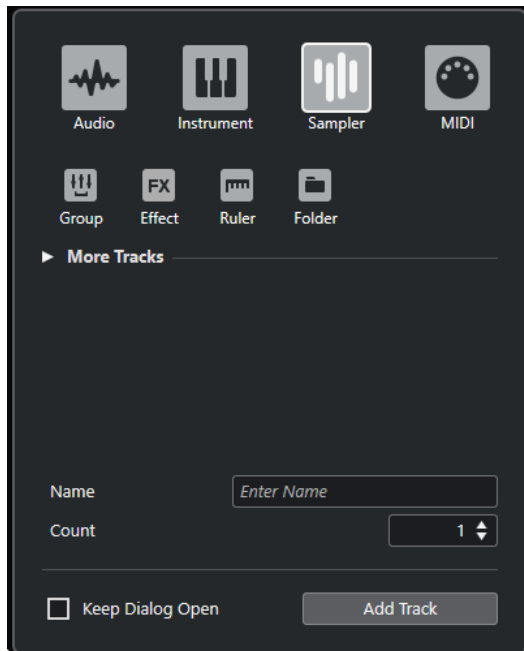 Audio Instrument Sampler MIDI
FX
Group Effect Ruler Folder
More Tracks
Name Enter Name
Count 1
Keep Dialog Open Add Track